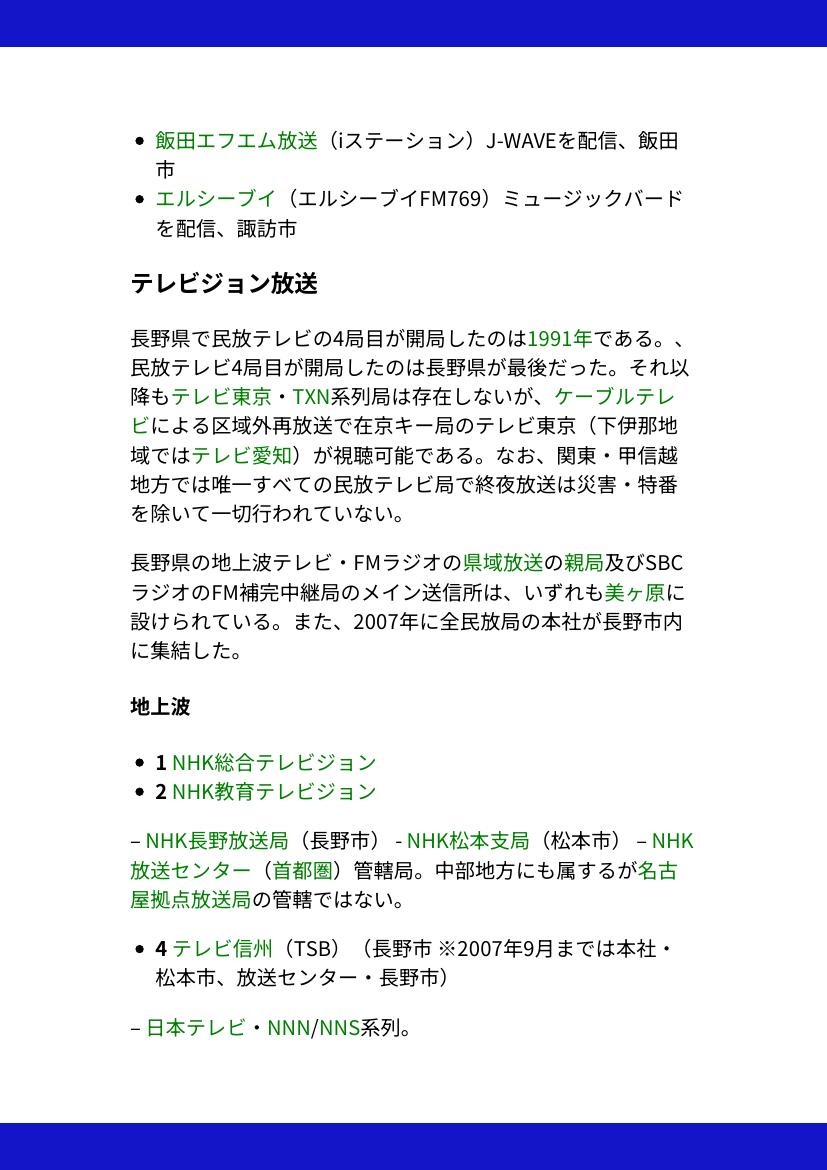 • 飯田エフエム放送（iステーション）J-WAVEを配信、飯田
市
• エルシーブイ（エルシーブイFM769）ミュージックバード
を配信、諏訪市
テレビジョン放送
長野県で民放テレビの4局目が開局したのは1991年である。、
民放テレビ4局目が開局したのは長野県が最後だった。それ以
降もテレビ東京・TXN系列局は存在しないが、ケーブルテレ
ビによる区域外再放送で在京キー局のテレビ東京（下伊那地
域ではテレビ愛知）が視聴可能である。なお、関東・甲信越
地方では唯一すべての民放テレビ局で終夜放送は災害・特番
を除いて一切行われていない。
長野県の地上波テレビ・FMラジオの県域放送の親局及びSBC
ラジオのFM補完中継局のメイン送信所は、いずれも美ヶ原に
設けられている。また、2007年に全民放局の本社が長野市内
に集結した。
地上波
• 1 NHK総合テレビジョン
• 2 NHK教育テレビジョン
– NHK長野放送局（長野市） - NHK松本支局（松本市） – NHK
放送センター（首都圏）管轄局。中部地方にも属するが名古
屋拠点放送局の管轄ではない。
• 4 テレビ信州（TSB）（長野市 ※2007年9月までは本社・
松本市、放送センター・長野市）
– 日本テレビ・NNN/NNS系列。